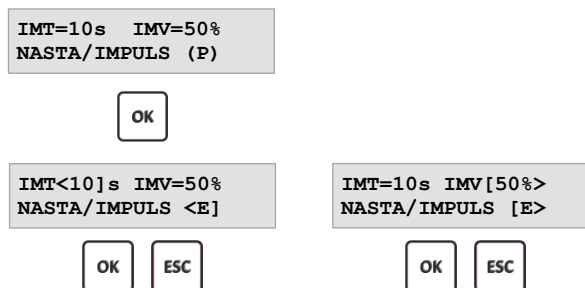 IMT=10s  IMV=50%
NASTA/IMPULS (P)
OK
IMT<10]s IMV=50%
NASTA/IMPULS <E]
OK ESC
IMT=10s IMV[50%>
NASTA/IMPULS [E>
OK ESC